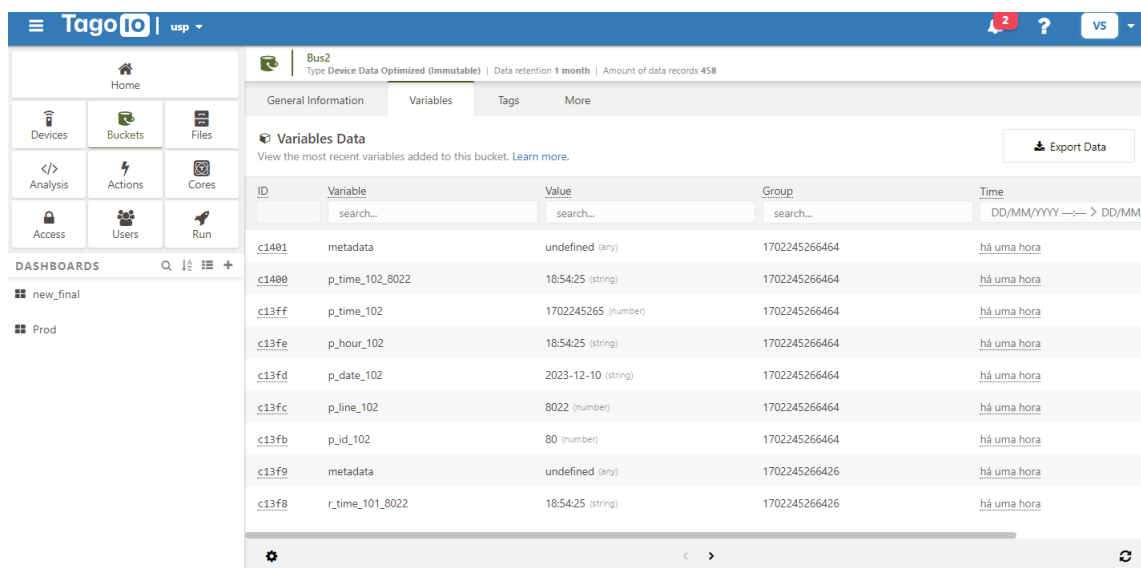 Tago IO | usp
2 ? VS
Home
Devices Buckets Files
Analysis Actions Cores
Access Users Run
DASHBOARDS
new_final
Prod
Bus2
Type Device Data Optimized (Immutable) | Data retention 1 month | Amount of data records 458
General Information Variables Tags More
Variables Data
View the most recent variables added to this bucket. Learn more.
Export Data
ID Variable Value Group Time
search... search... search... DD/MM/YYYY --:-- > DD/MM/
c1401 metadata undefined (any) 1702245266464 há uma hora
c1400 p_time_102_8022 18:54:25 (string) 1702245266464 há uma hora
c13ff p_time_102 1702245265 (number) 1702245266464 há uma hora
c13fe p_hour_102 18:54:25 (string) 1702245266464 há uma hora
c13fd p_date_102 2023-12-10 (string) 1702245266464 há uma hora
c13fc p_line_102 8022 (number) 1702245266464 há uma hora
c13fb p_id_102 80 (number) 1702245266464 há uma hora
c13f9 metadata undefined (any) 1702245266426 há uma hora
c13f8 r_time_101_8022 18:54:25 (string) 1702245266426 há uma hora